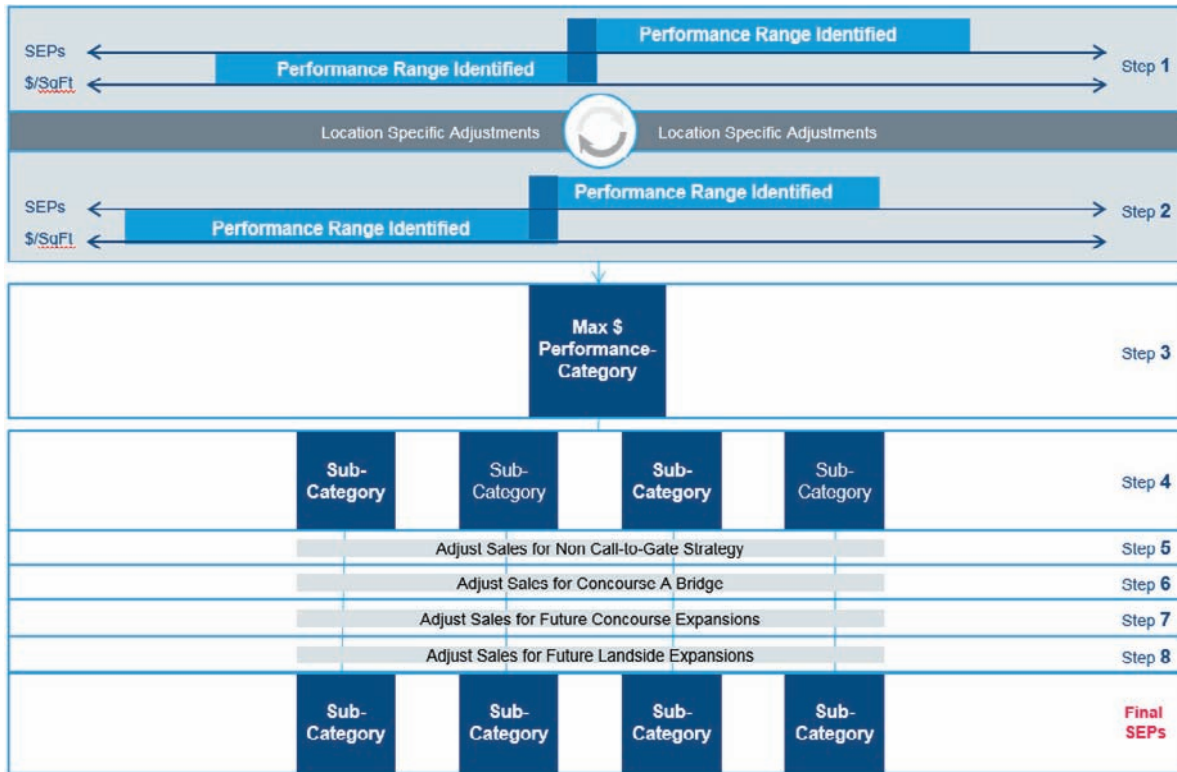 Performance Range Identified
SEPs
Step 1
Performance Range Identified
$/SqFt
Location Specific Adjustments
Location Specific Adjustments
Performance Range Identified
SEPs
Step 2
Performance Range Identified
$/SqFt
Max $
Performance-
Category
Step 3
Sub-
Category
Sub-
Category
Sub-
Category
Sub-
Category
Step 4
Adjust Sales for Non Call-to-Gate Strategy
Step 5
Adjust Sales for Concourse A Bridge
Step 6
Adjust Sales for Future Concourse Expansions
Step 7
Adjust Sales for Future Landside Expansions
Step 8
Sub-
Category
Sub-
Category
Sub-
Category
Sub-
Category
Final
SEPs